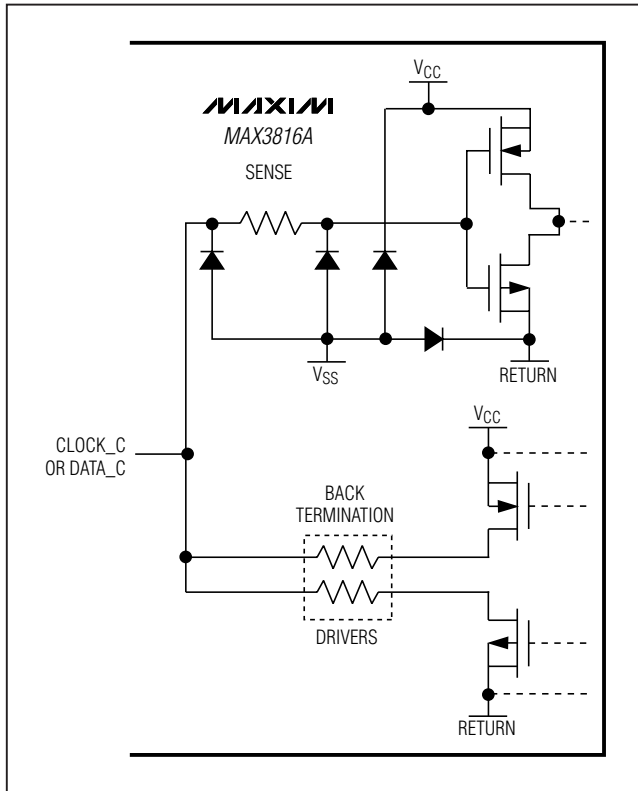 VCC
MAXIM
MAX3816A
SENSE
VSS
RETURN
VCC
CLOCK_C
OR DATA_C
BACK
TERMINATION
DRIVERS
RETURN